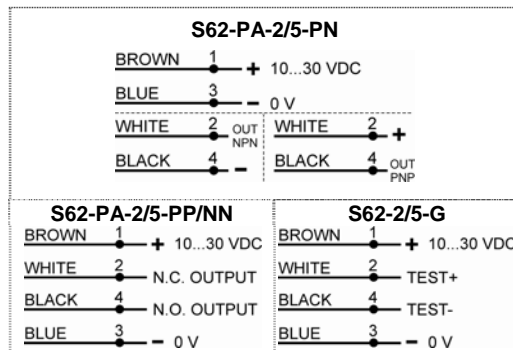 S62-PA-2/5-PN
BROWN 1 + 10...30 VDC
BLUE 3 - 0 V
WHITE 2 OUT NPN WHITE 2 +
BLACK 4 - BLACK 4 OUT PNP
S62-PA-2/5-PP/NN
BROWN 1 + 10...30 VDC
WHITE 2 N.C. OUTPUT
BLACK 4 N.O. OUTPUT
BLUE 3 - 0 V
S62-2/5-G
BROWN 1 + 10...30 VDC
WHITE 2 TEST+
BLACK 4 TEST-
BLUE 3 - 0 V